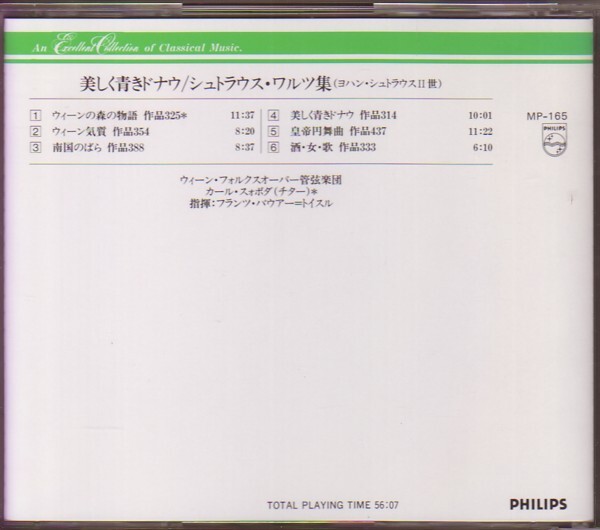 An Excellent Collection of Classical Music.
美しく青きドナウ/シュトラウス・ワルツ集(ヨハン・シュトラウスII世)
1 ウィーンの森の物語 作品325* 11:37
2 ウィーン気質 作品354 8:20
3 南国のばら 作品388 8:37
4 美しく青きドナウ 作品314 10:01
5 皇帝円舞曲 作品437 11:22
6 酒・女・歌 作品333 6:10
MP-165
PHILIPS
ウィーン・フォルクスオーパー管弦楽団
カール・スォボダ(チター)*
指揮:フランツ・バウアー=トイスル
TOTAL PLAYING TIME 56:07
PHILIPS